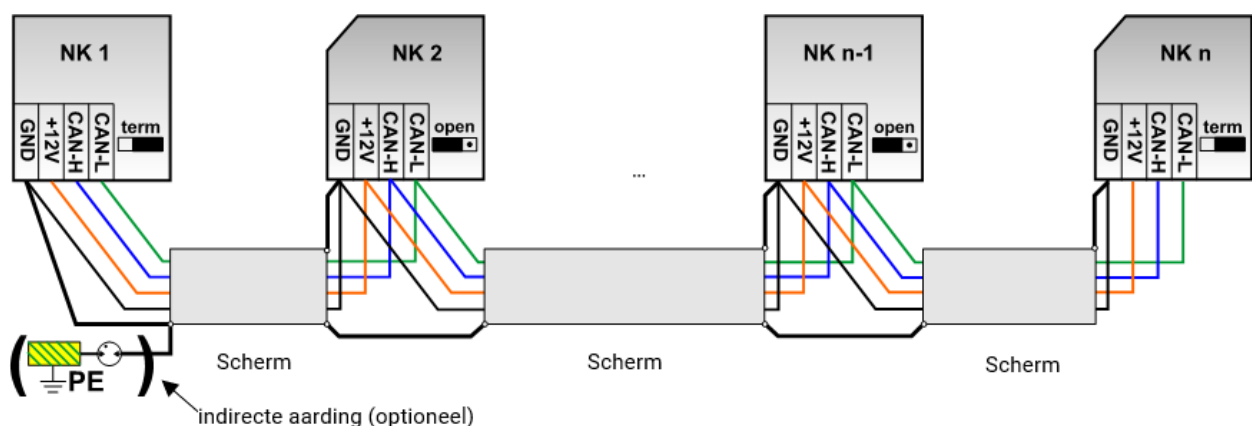 NK 1
GND
+12V
CAN-H
CAN-L
term
NK 2
GND
+12V
CAN-H
CAN-L
open
...
NK n-1
GND
+12V
CAN-H
CAN-L
open
NK n
GND
+12V
CAN-H
CAN-L
term
( PE )
Scherm
Scherm
Scherm
indirecte aarding (optioneel)